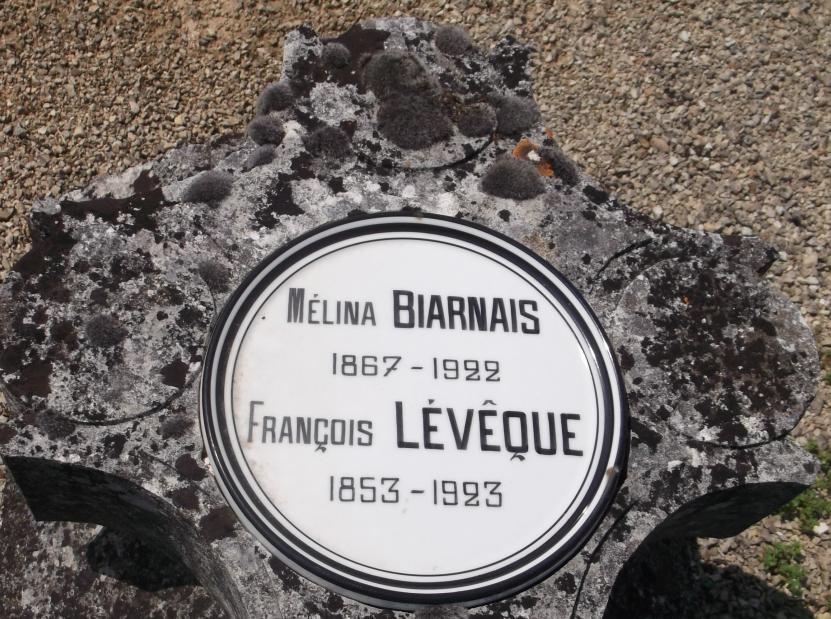 Mélina BIARNAIS
1867 - 1922
François LÉVÊQUE
1853 - 1923